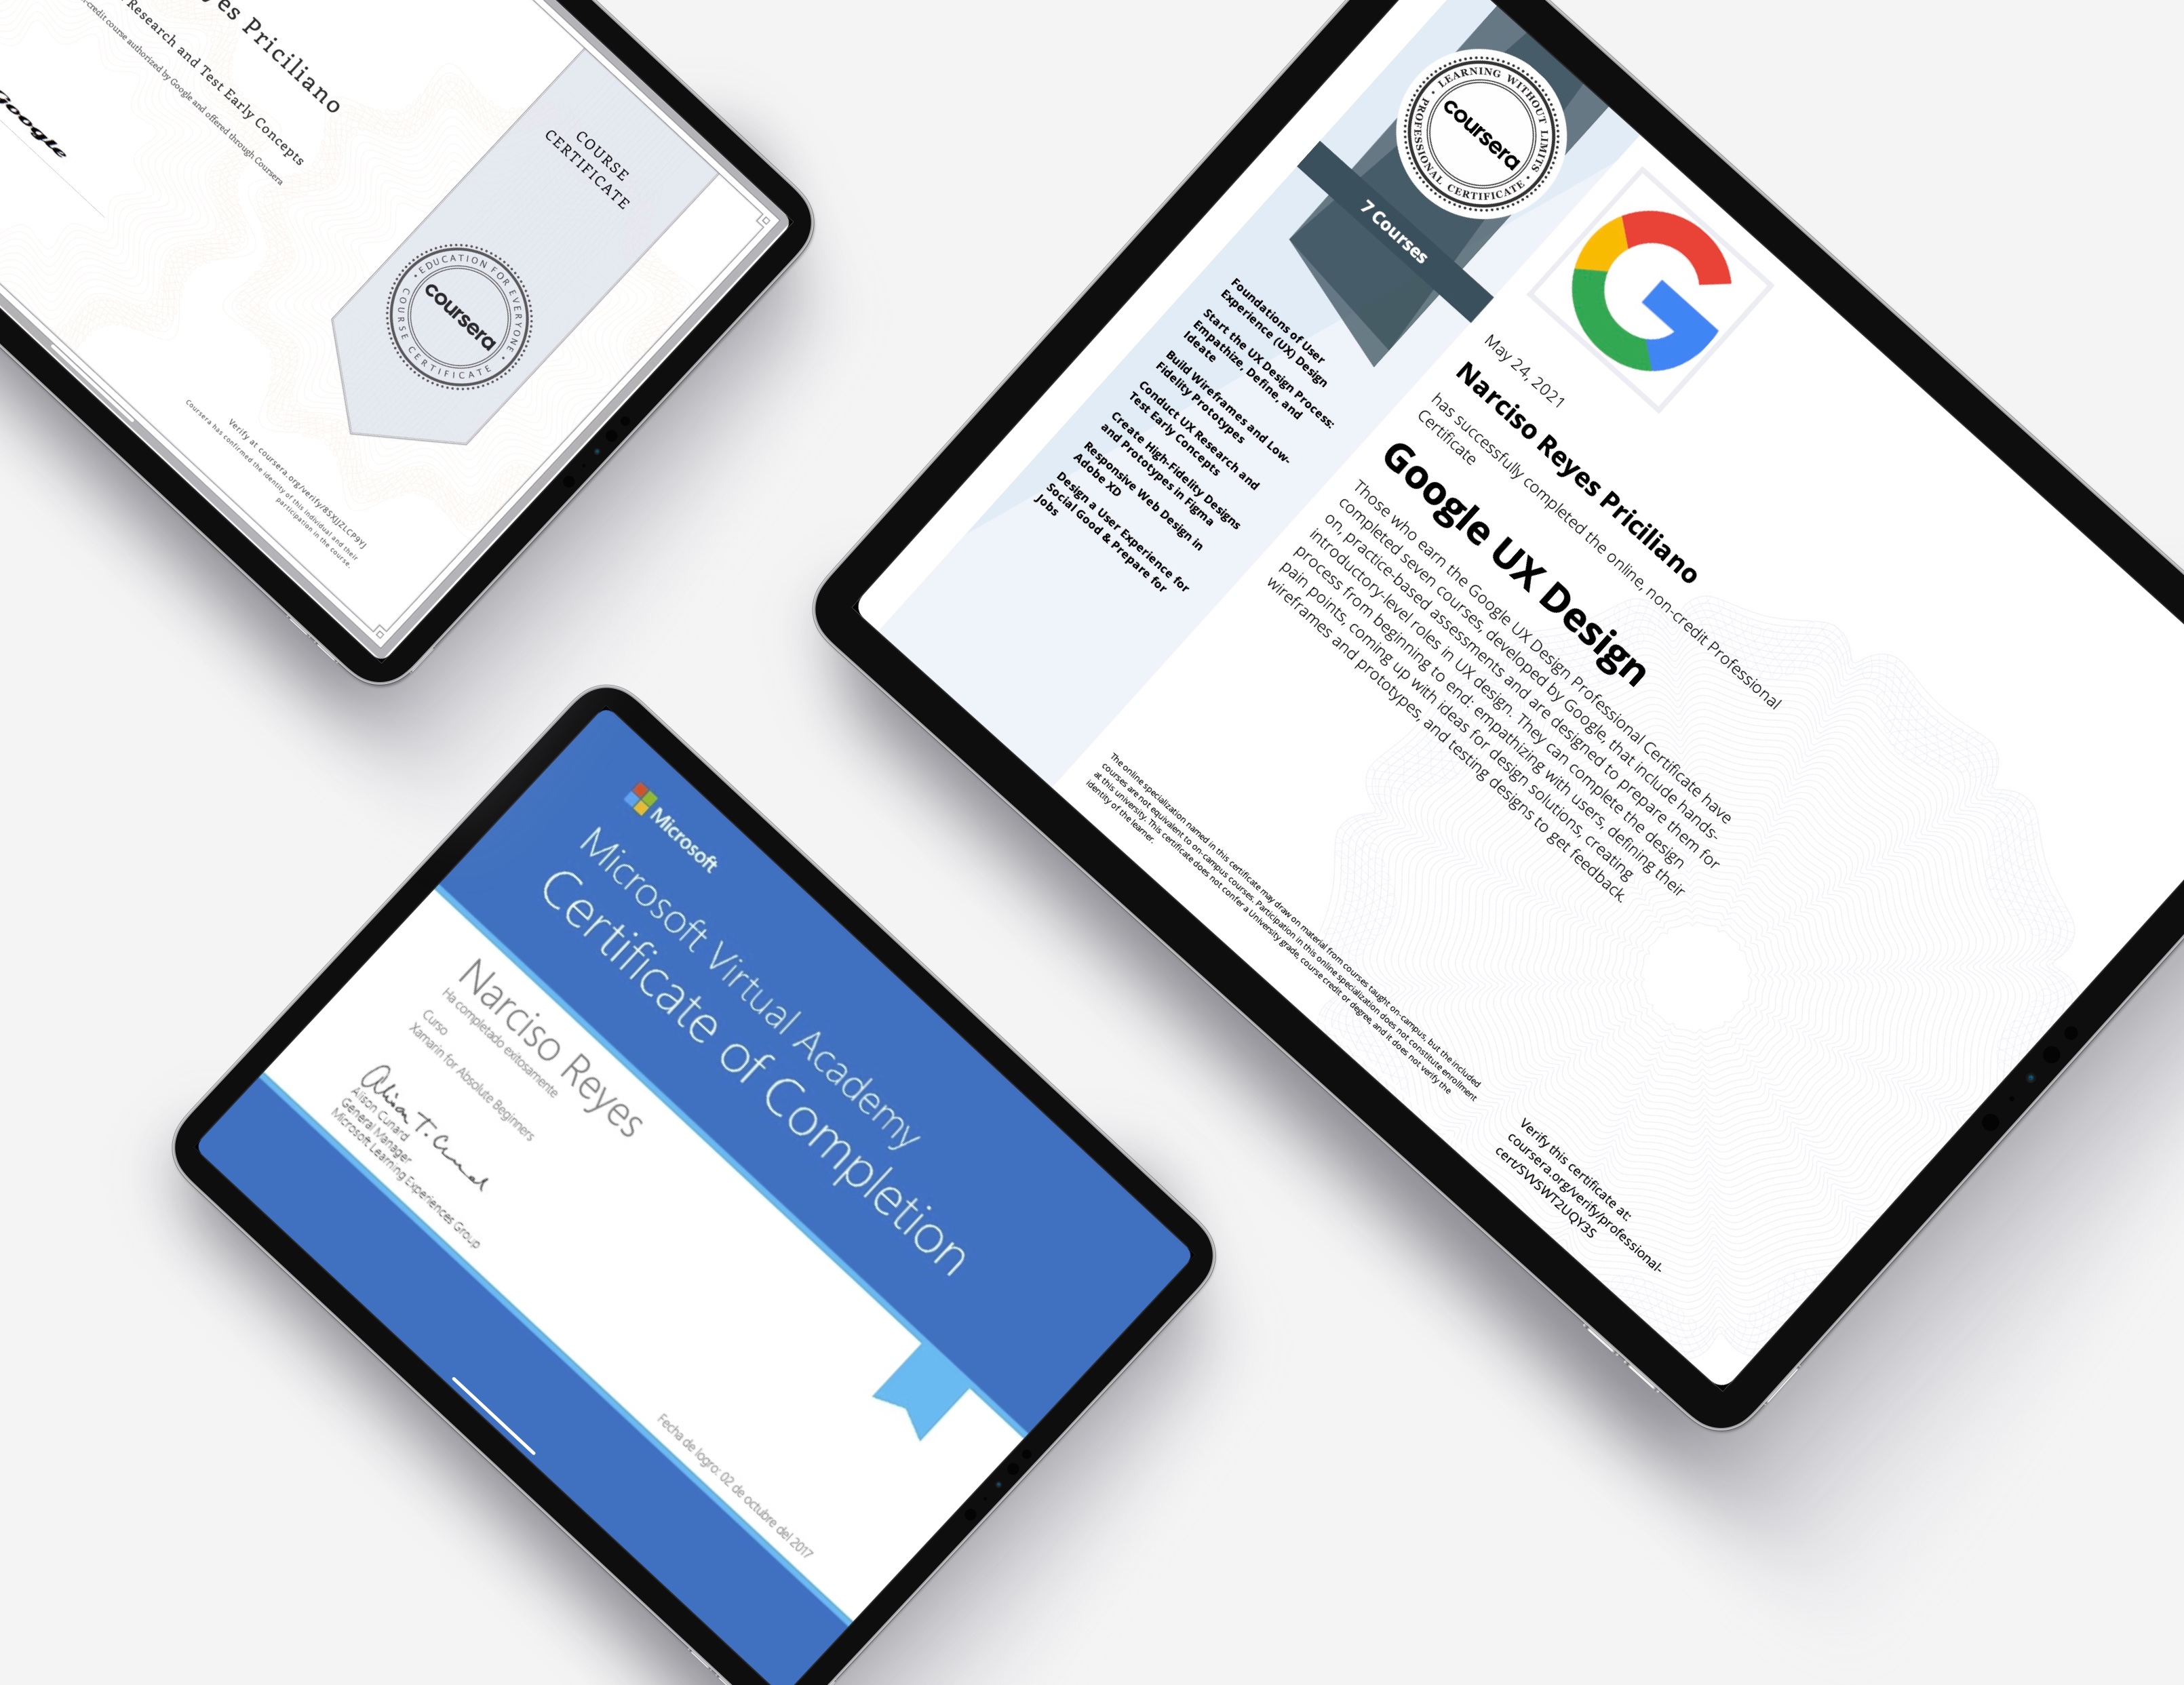 yes Priciliano
Research and Test Early Concepts
-credit course authorized by Google and offered through Coursera
Google
COURSE
CERTIFICATE
EDUCATION FOR EVERYONE
coursera
COURSE CERTIFICATE
Verify at coursera.org/verify/8SXJJZLCP9YJ
Coursera has confirmed the identity of this individual and their
participation in the course.
LEARNING WITHOUT LIMITS
coursera
PROFESSIONAL CERTIFICATE
7 Courses
Foundations of User
Experience (UX) Design
Start the UX Design Process:
Empathize, Define, and
Ideate
Build Wireframes and Low-
Fidelity Prototypes
Conduct UX Research and
Test Early Concepts
Create High-Fidelity Designs
and Prototypes in Figma
Responsive Web Design in
Adobe XD
Design a User Experience for
Social Good & Prepare for
Jobs
G
May 24, 2021
Narciso Reyes Priciliano
has successfully completed the online, non-credit Professional
Certificate
Google UX Design
Those who earn the Google UX Design Professional Certificate have
completed seven courses, developed by Google, that include hands-
on, practice-based assessments and are designed to prepare them for
introductory-level roles in UX design. They can complete the design
process from beginning to end: empathizing with users, defining their
pain points, coming up with ideas for design solutions, creating
wireframes and prototypes, and testing designs to get feedback.
The online specialization named in this certificate may draw on material from courses taught on-campus, but the included
courses are not equivalent to on-campus courses. Participation in this online specialization does not constitute enrollment
at this university. This certificate does not confer a University grade, course credit or degree, and it does not verify the
identity of the learner.
Verify this certificate at:
coursera.org/verify/professional-
cert/SVVSWT2UQY3S
Microsoft
Microsoft Virtual Academy
Certificate of Completion
Narciso Reyes
Ha completado exitosamente
Curso
Xamarin for Absolute Beginners
Alison T. Cunard
Alison Cunard
General Manager
Microsoft Learning Experiences Group
Fecha de logro: 02 de octubre del 2017